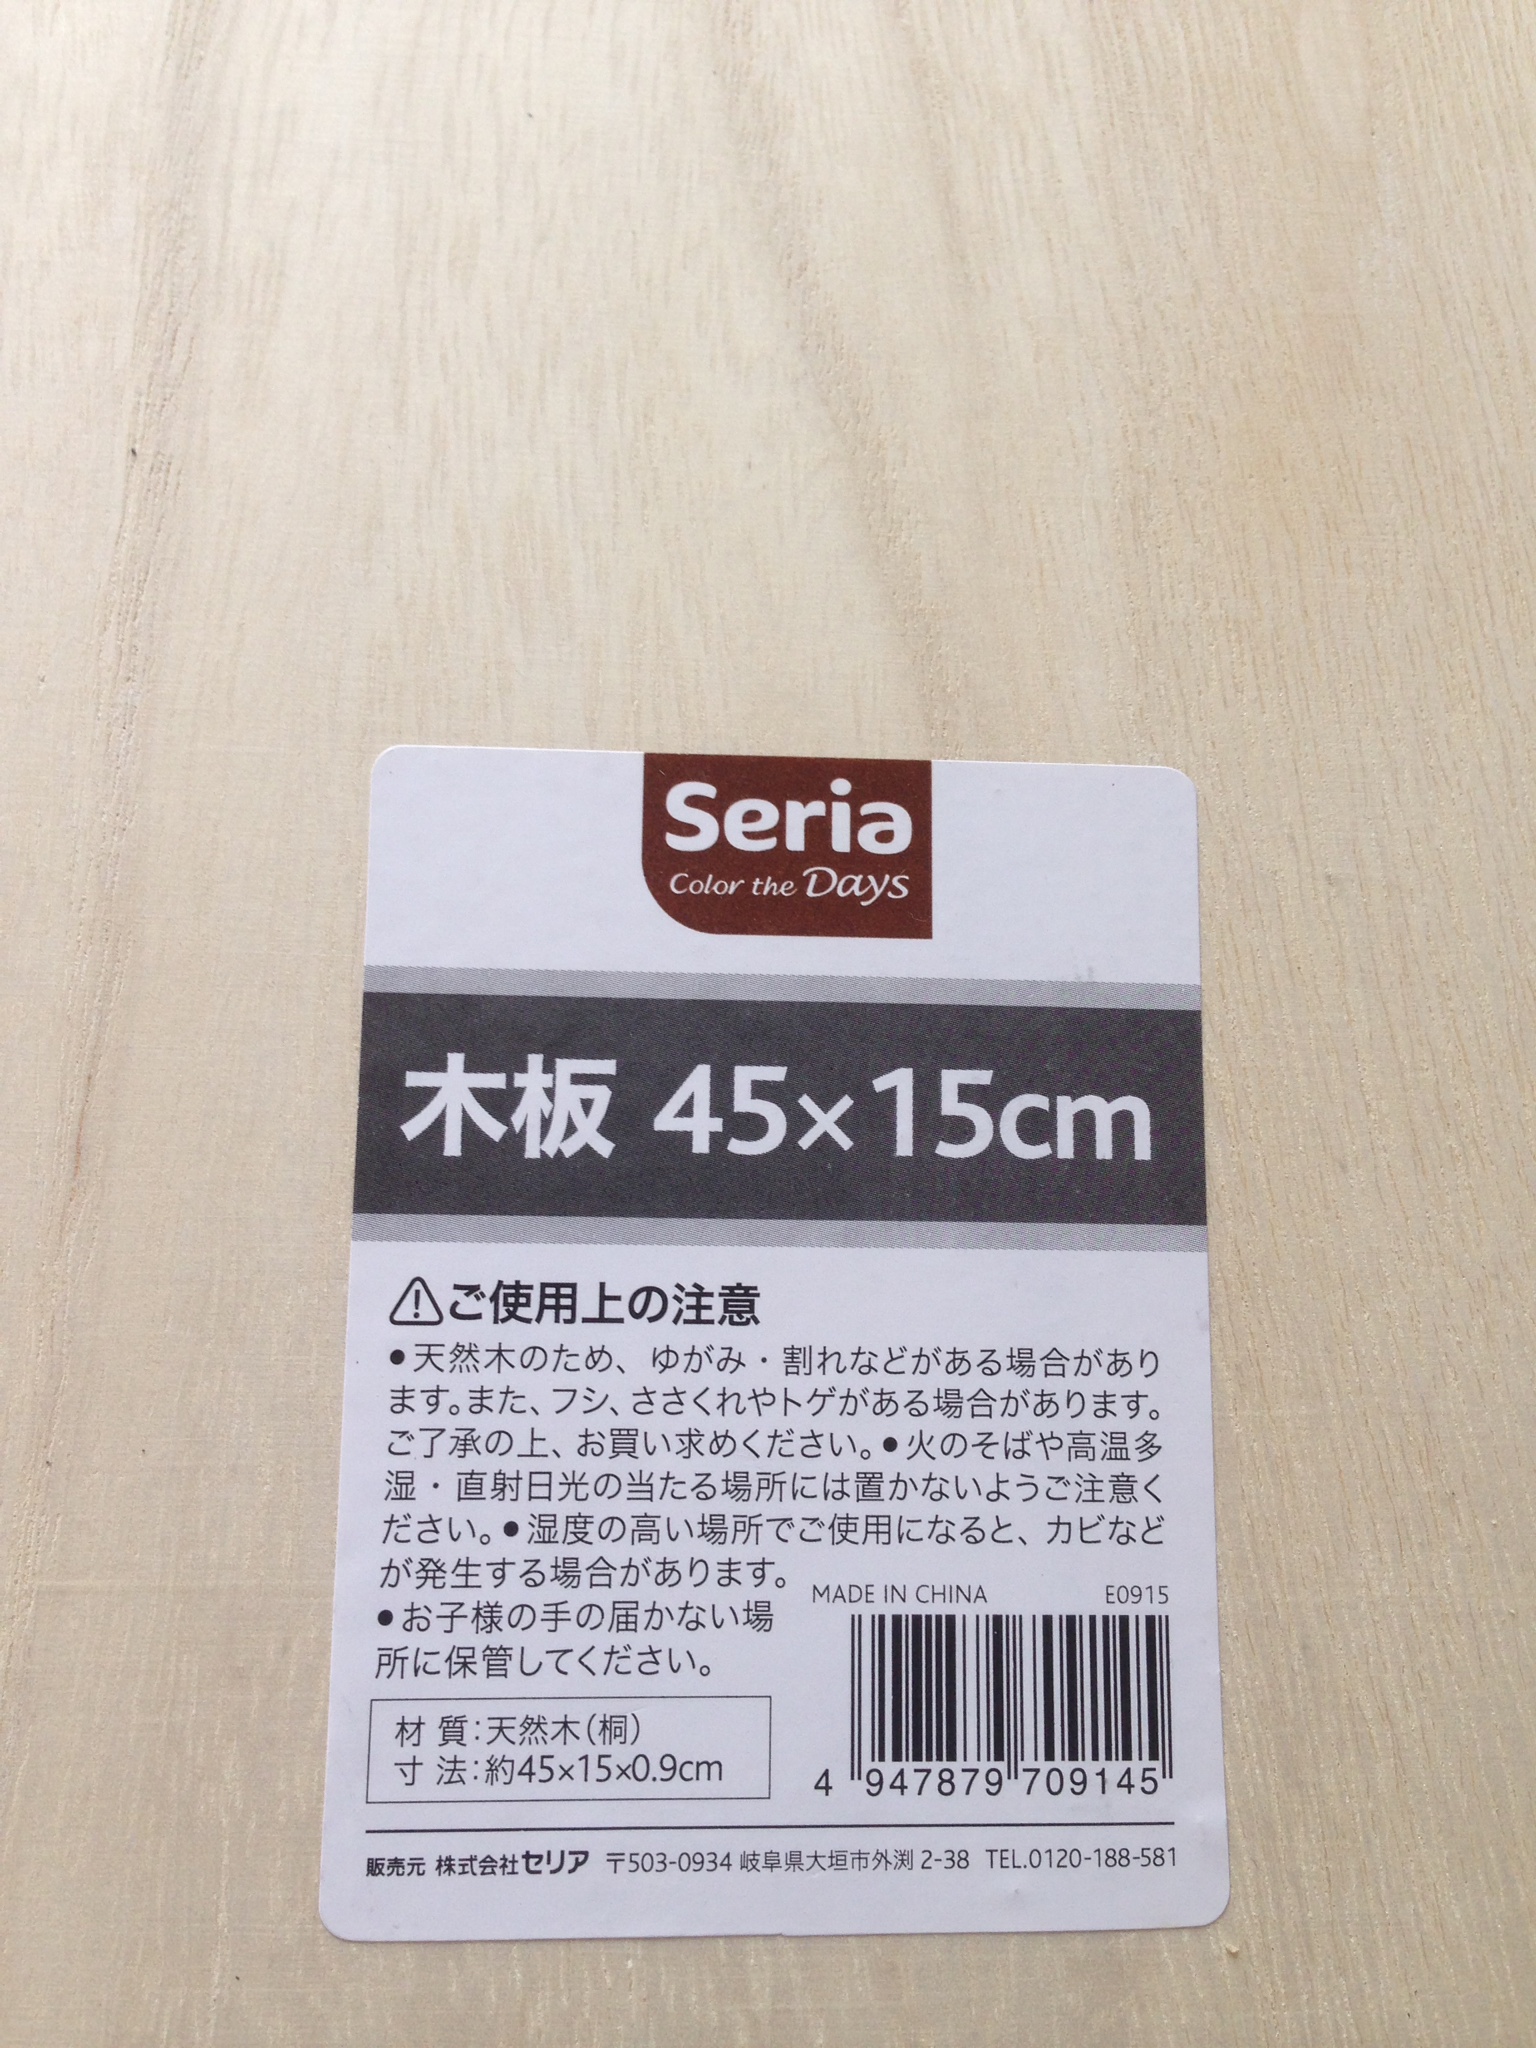 Seria
Color the Days
木板 45×15cm
⚠ご使用上の注意
●天然木のため、ゆがみ・割れなどがある場合があり
ます。また、フシ、ささくれやトゲがある場合があります。
ご了承の上、お買い求めください。●火のそばや高温多
湿・直射日光の当たる場所には置かないようご注意く
ださい。●湿度の高い場所でご使用になると、カビなど
が発生する場合があります。
●お子様の手の届かない場
所に保管してください。
MADE IN CHINA E0915
材 質:天然木(桐)
寸 法:約45×15×0.9cm
4 947879 709145
販売元 株式会社セリア 〒503-0934 岐阜県大垣市外渕 2-38 TEL.0120-188-581